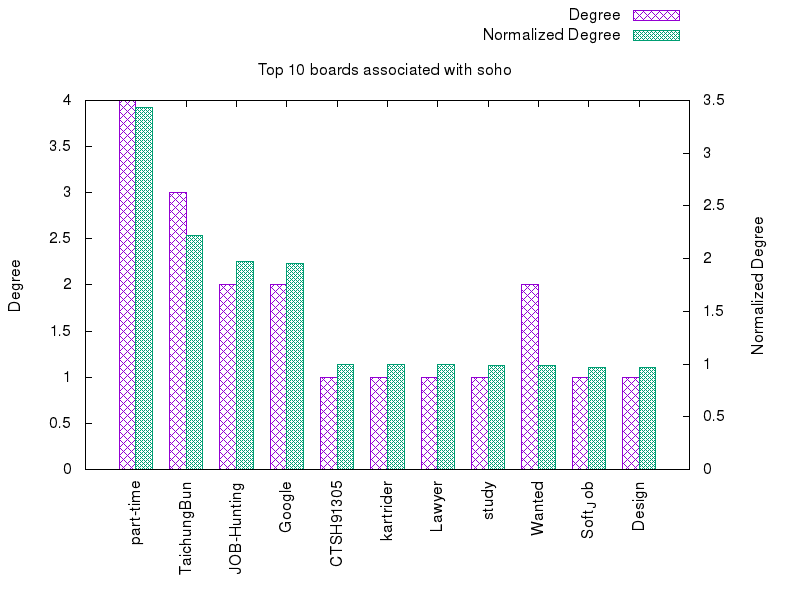 Degree
Normalized Degree
Top 10 boards associated with soho
4
3.5
3
2.5
2
1.5
1
0.5
0
3.5
3
2.5
2
1.5
1
0.5
0
Degree
Normalized Degree
part-time
TaichungBun
JOB-Hunting
Google
CTSH91305
kartrider
Lawyer
study
Wanted
SoftJob
Design